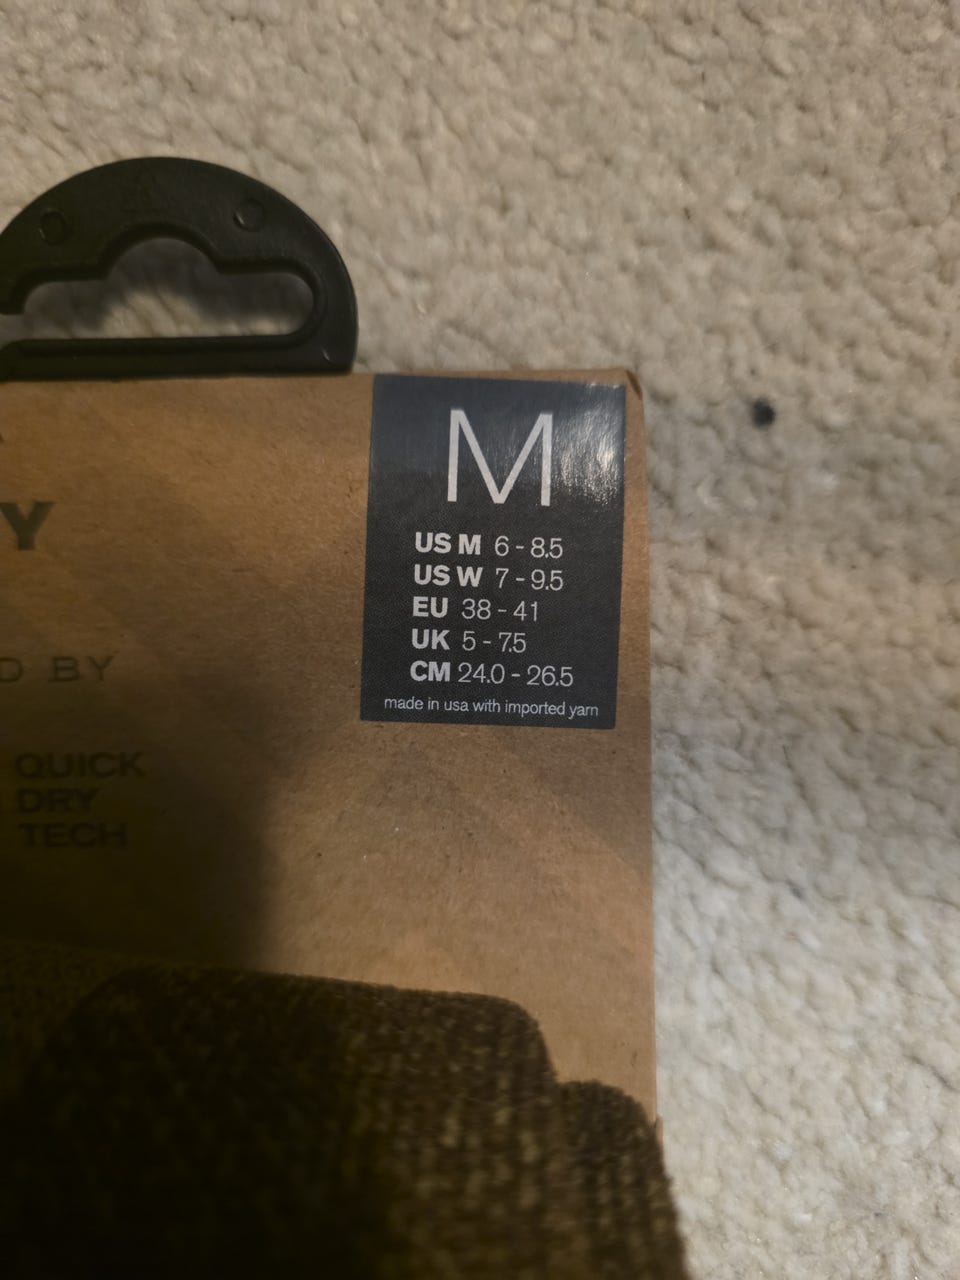 M
US M 6 - 8.5
US W 7 - 9.5
EU 38 - 41
UK 5 - 7.5
CM 24.0 - 26.5
made in usa with imported yarn
Y
D BY
QUICK
DRY
TECH